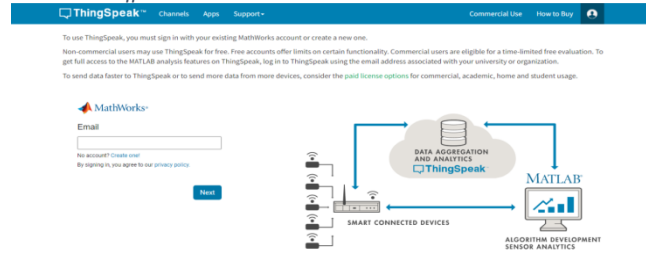 ThingSpeak™ Channels Apps Support Commercial Use How to Buy
To use ThingSpeak, you must sign in with your existing MathWorks account or create a new one.
Non-commercial users may use ThingSpeak for free. Free accounts offer limits on certain functionality. Commercial users are eligible for a time-limited free evaluation. To
get full access to the MATLAB analysis features on ThingSpeak, log in to ThingSpeak using the email address associated with your university or organization.
To send data faster to ThingSpeak or to send more data from more devices, consider the paid license options for commercial, academic, home and student usage.
MathWorks®
Email
No account? Create one!
By signing in, you agree to our privacy policy.
Next
DATA AGGREGATION
AND ANALYTICS
ThingSpeak
MATLAB
SMART CONNECTED DEVICES
ALGORITHM DEVELOPMENT
SENSOR ANALYTICS